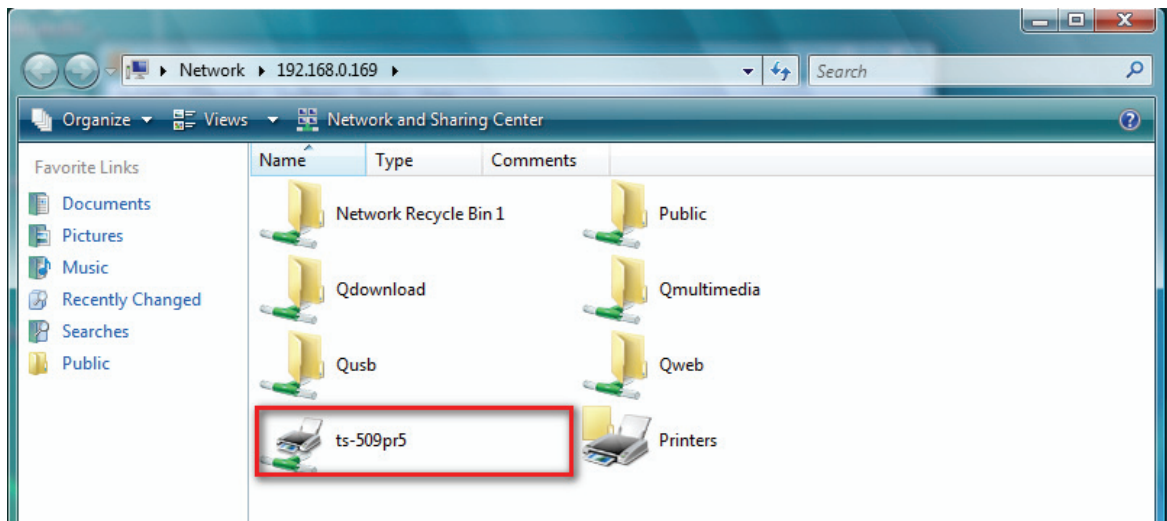 Network ▸ 192.168.0.169 ▸
Search
Organize Views Network and Sharing Center
Favorite Links
Documents
Pictures
Music
Recently Changed
Searches
Public
Name Type Comments
Network Recycle Bin 1 Public
Qdownload Qmultimedia
Qusb Qweb
ts-509pr5 Printers